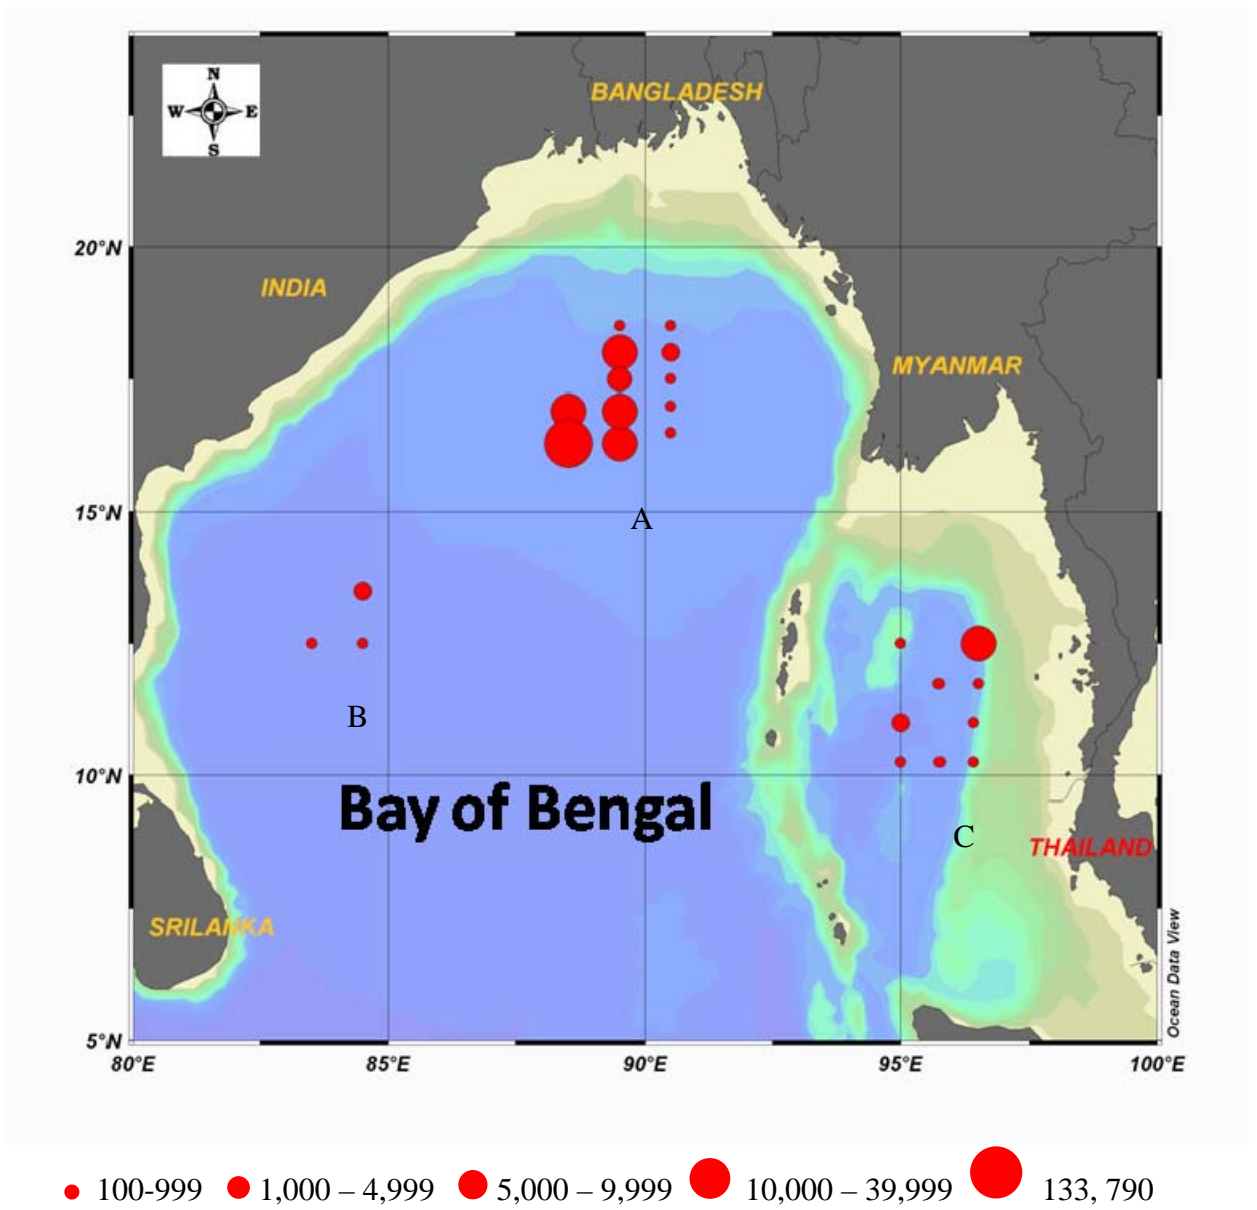 N
W E
S
BANGLADESH
20°N
INDIA
MYANMAR
15°N
A
B
10°N
Bay of Bengal
C
THAILAND
SRILANKA
Ocean Data View
5°N
80°E 85°E 90°E 95°E 100°E
100-999 1,000 – 4,999 5,000 – 9,999 10,000 – 39,999 133, 790